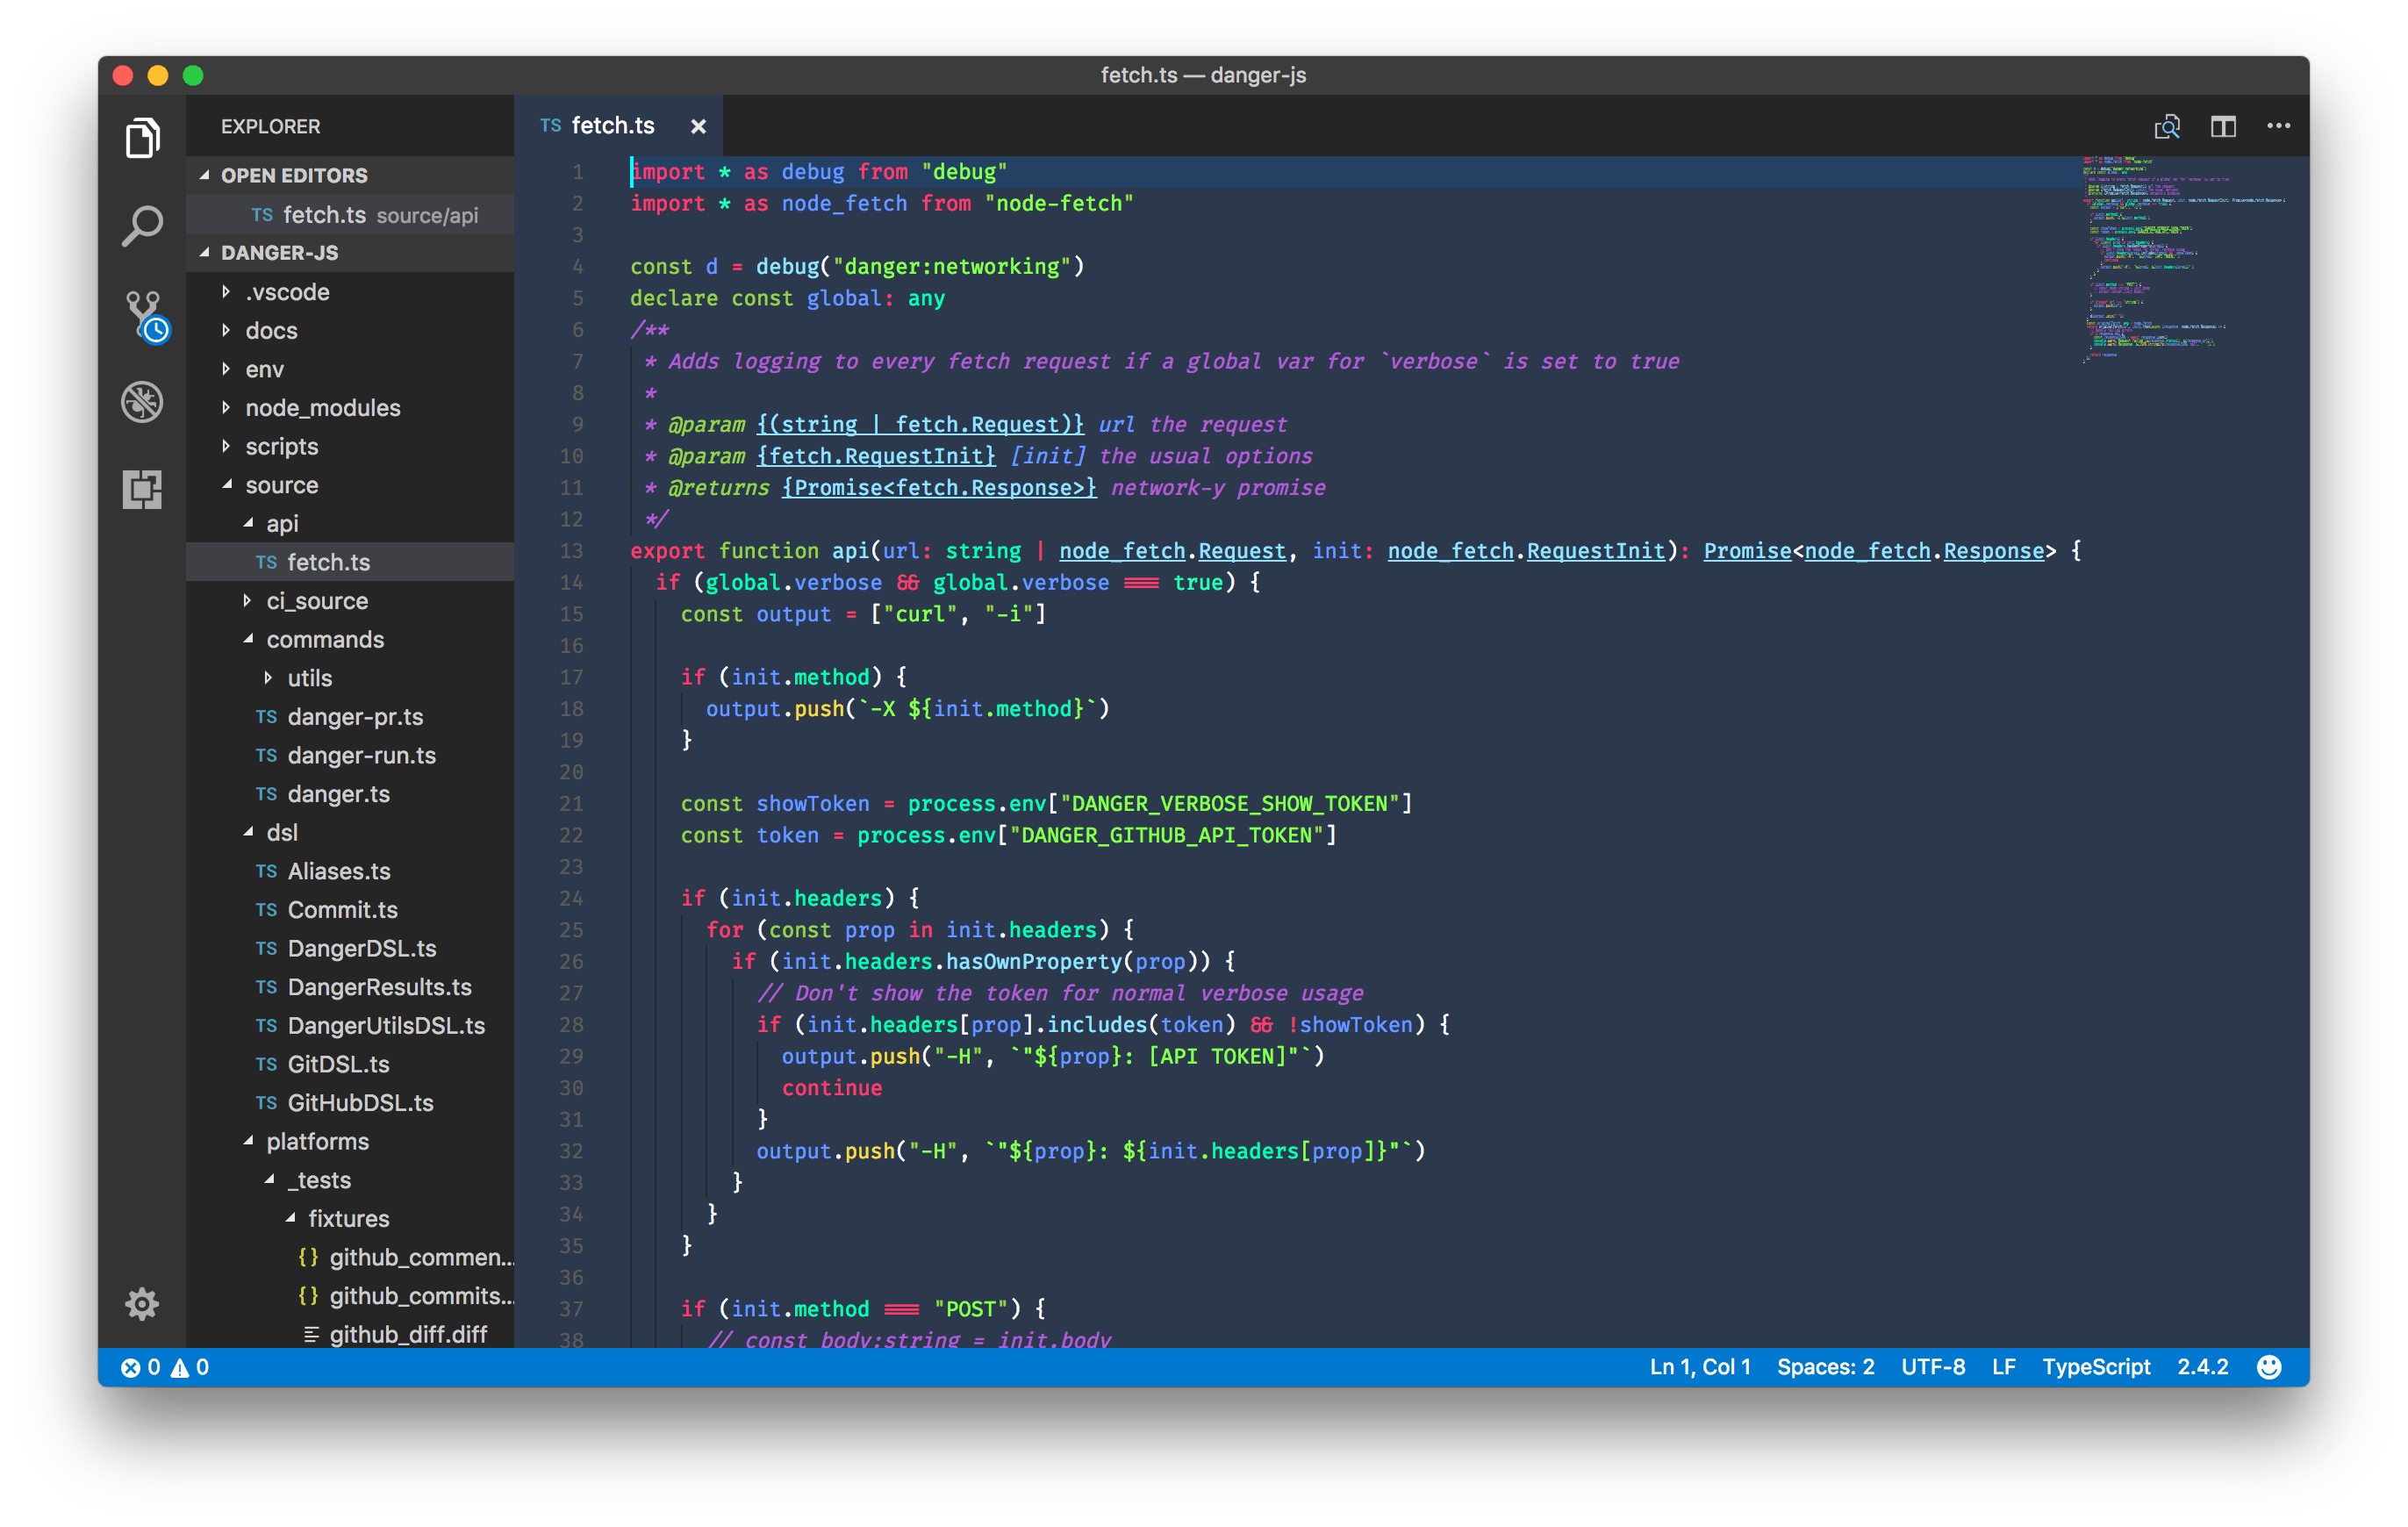 fetch.ts — danger-js
EXPLORER
OPEN EDITORS
TS fetch.ts source/api
DANGER-JS
.vscode
docs
env
node_modules
scripts
source
api
TS fetch.ts
ci_source
commands
utils
TS danger-pr.ts
TS danger-run.ts
TS danger.ts
dsl
TS Aliases.ts
TS Commit.ts
TS DangerDSL.ts
TS DangerResults.ts
TS DangerUtilsDSL.ts
TS GitDSL.ts
TS GitHubDSL.ts
platforms
_tests
fixtures
{} github_commen...
{} github_commits...
github_diff.diff
TS fetch.ts ×
1 import * as debug from "debug"
2 import * as node_fetch from "node-fetch"
3
4 const d = debug("danger:networking")
5 declare const global: any
6 /**
7  * Adds logging to every fetch request if a global var for `verbose` is set to true
8  *
9  * @param {(string | fetch.Request)} url the request
10  * @param {fetch.RequestInit} [init] the usual options
11  * @returns {Promise<fetch.Response>} network-y promise
12  */
13 export function api(url: string | node_fetch.Request, init: node_fetch.RequestInit): Promise<node_fetch.Response> {
14   if (global.verbose && global.verbose === true) {
15     const output = ["curl", "-i"]
16
17     if (init.method) {
18       output.push(`-X ${init.method}`)
19     }
20
21     const showToken = process.env["DANGER_VERBOSE_SHOW_TOKEN"]
22     const token = process.env["DANGER_GITHUB_API_TOKEN"]
23
24     if (init.headers) {
25       for (const prop in init.headers) {
26         if (init.headers.hasOwnProperty(prop)) {
27           // Don't show the token for normal verbose usage
28           if (init.headers[prop].includes(token) && !showToken) {
29             output.push("-H", `"${prop}: [API TOKEN]"`)
30             continue
31           }
32           output.push("-H", `"${prop}: ${init.headers[prop]}"`)
33         }
34       }
35     }
36
37     if (init.method === "POST") {
38       // const body:string = init.body
0 0
Ln 1, Col 1 Spaces: 2 UTF-8 LF TypeScript 2.4.2